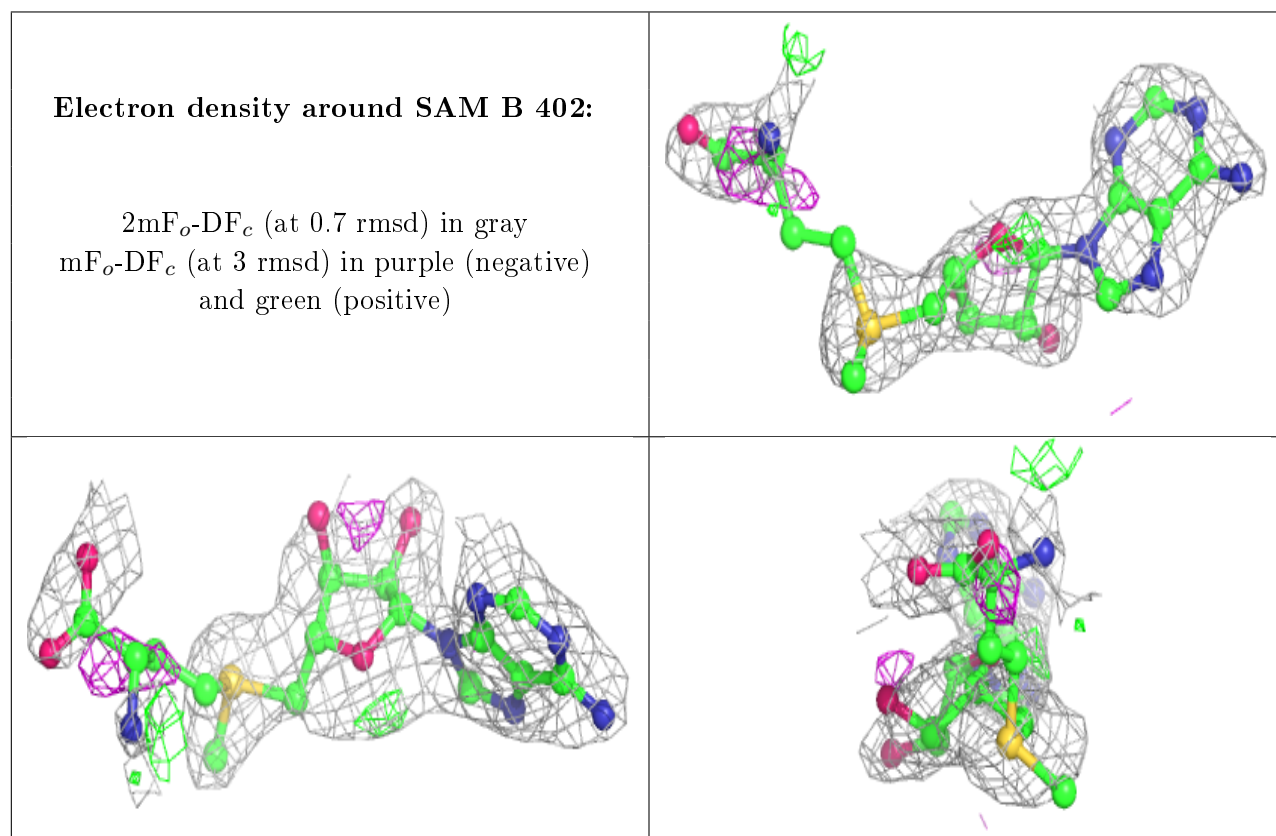 Electron density around SAM B 402:
2mFₒ-DF𝒸 (at 0.7 rmsd) in gray
mFₒ-DF𝒸 (at 3 rmsd) in purple (negative)
and green (positive)